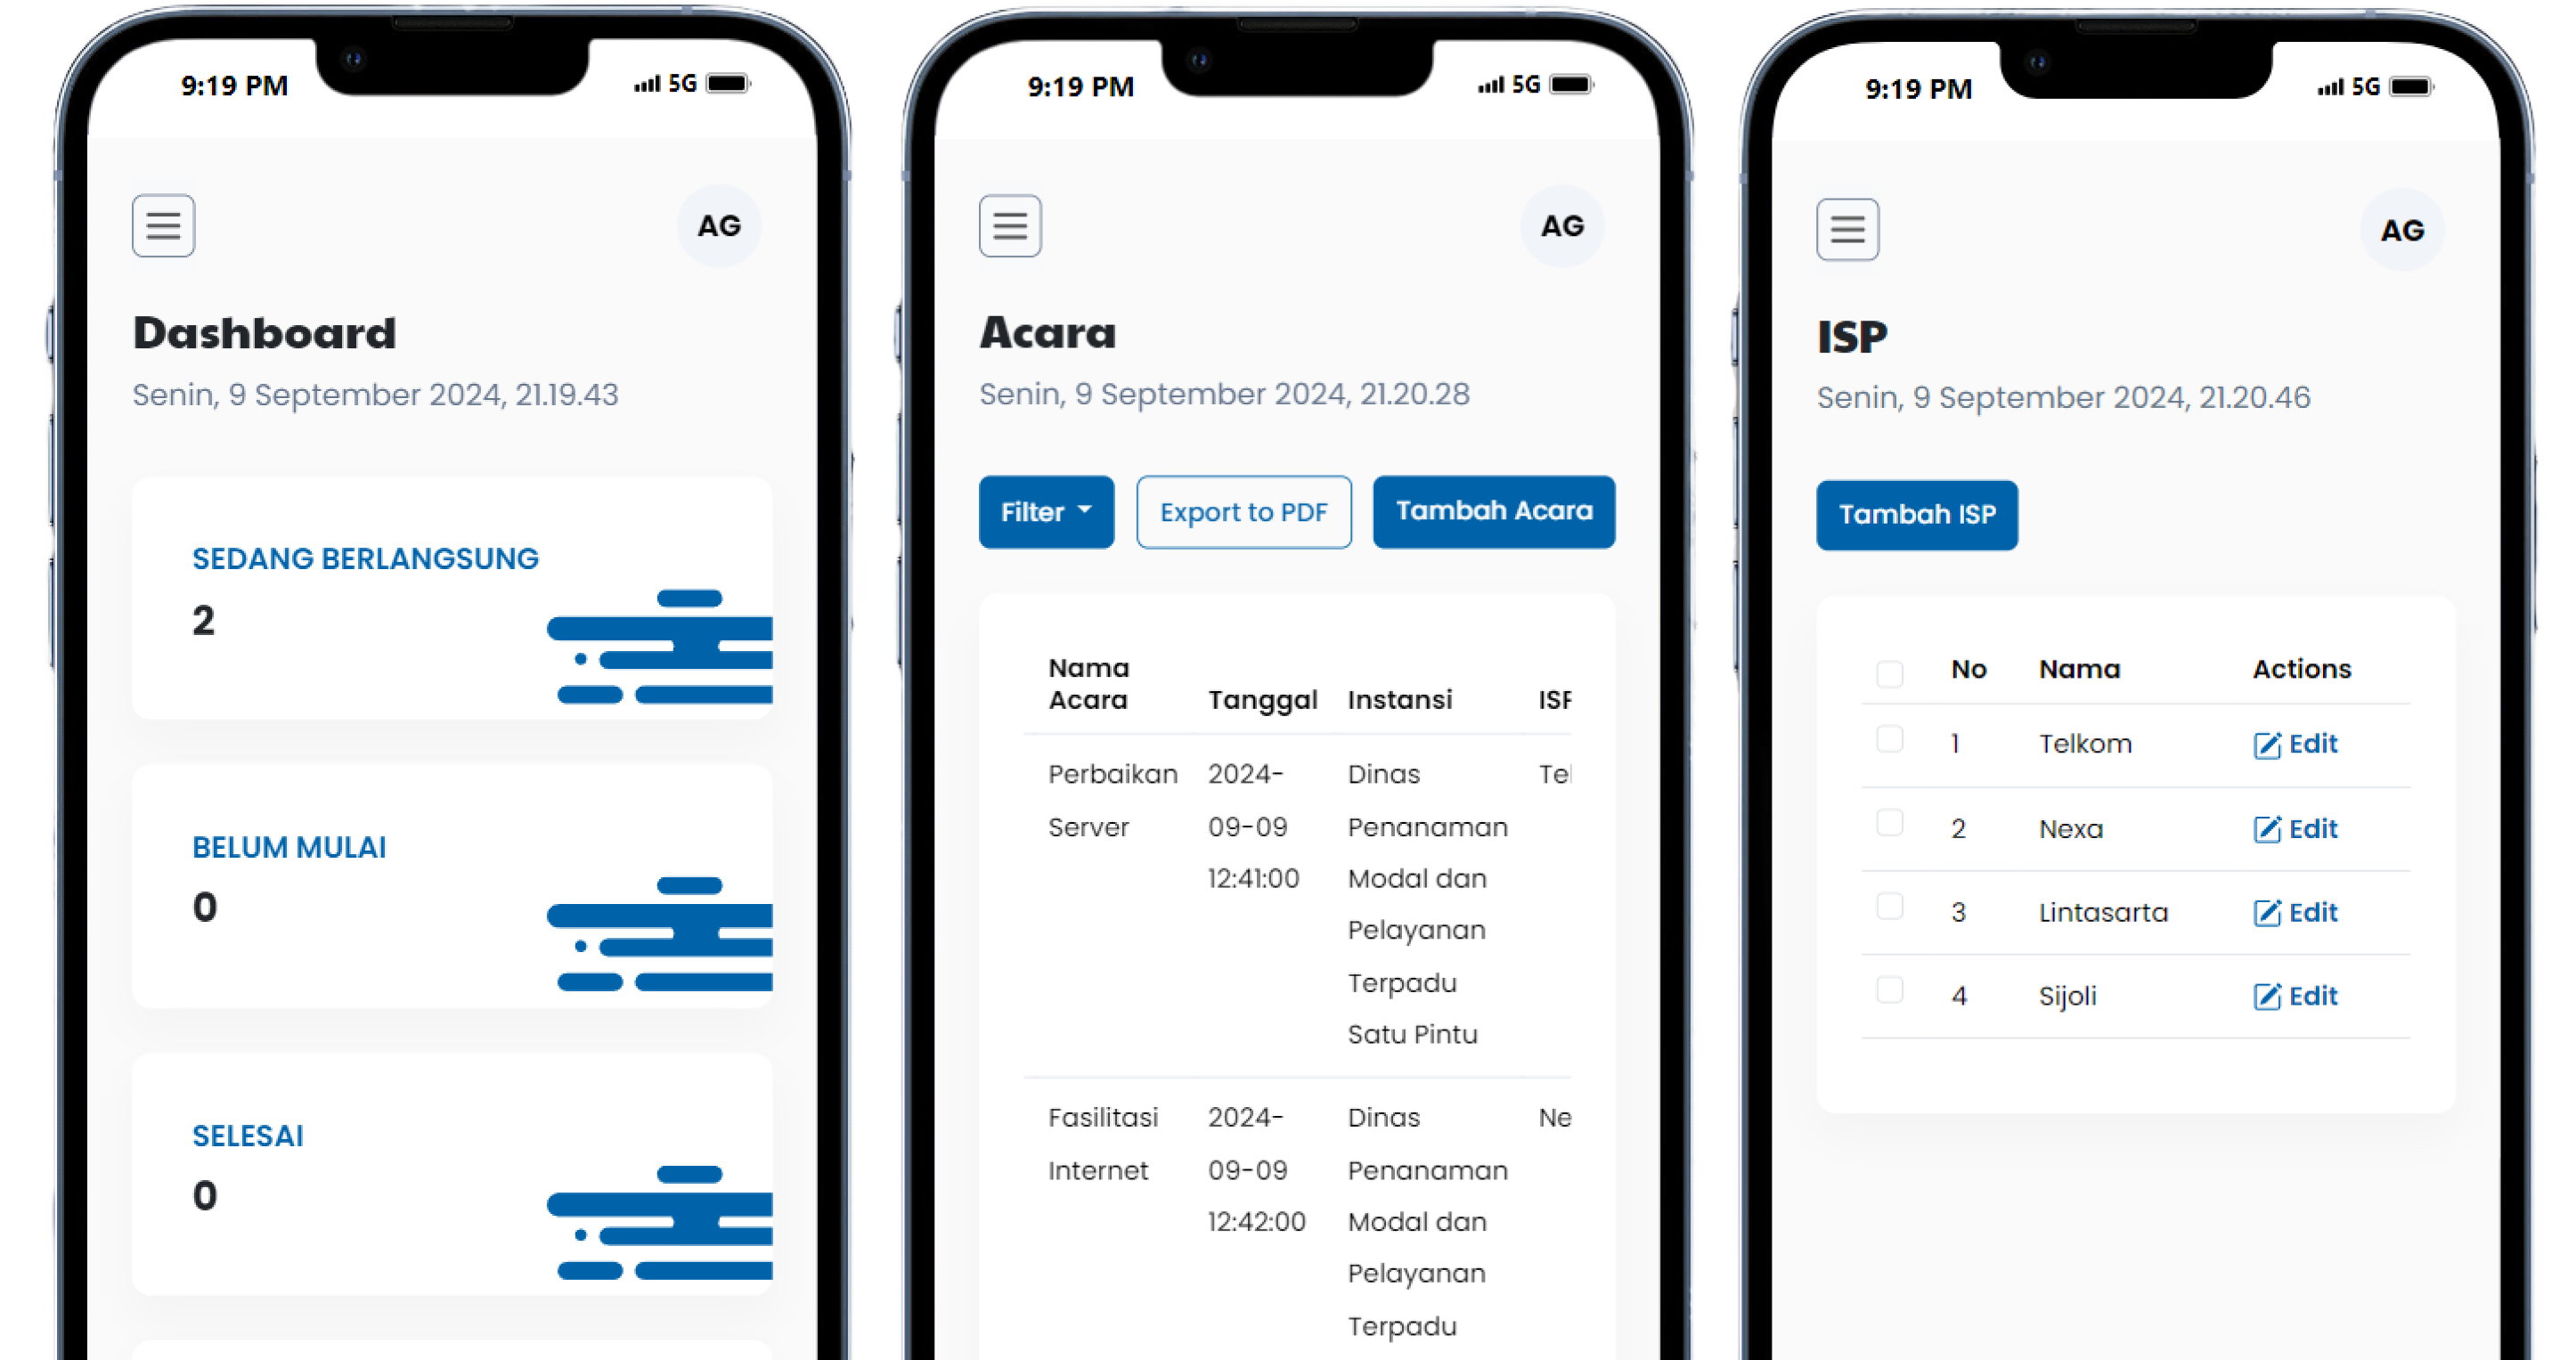 9:19 PM
5G
AG
Dashboard
Senin, 9 September 2024, 21.19.43
SEDANG BERLANGSUNG
2
BELUM MULAI
0
SELESAI
0
9:19 PM
5G
AG
Acara
Senin, 9 September 2024, 21.20.28
Filter Export to PDF Tambah Acara
Nama
Acara Tanggal Instansi
Perbaikan 2024- Dinas
Server 09-09 Penanaman
12:41:00 Modal dan
Pelayanan
Terpadu
Satu Pintu
Fasilitasi 2024- Dinas
Internet 09-09 Penanaman
12:42:00 Modal dan
Pelayanan
Terpadu
9:19 PM
5G
AG
ISP
Senin, 9 September 2024, 21.20.46
Tambah ISP
No Nama Actions
1 Telkom Edit
2 Nexa Edit
3 Lintasarta Edit
4 Sijoli Edit